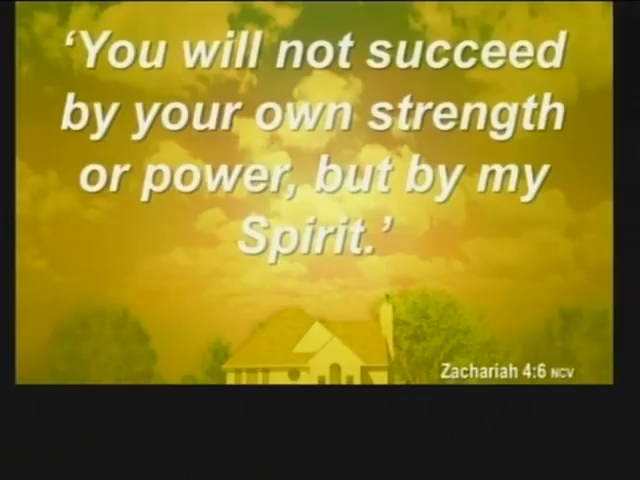 ‘You will not succeed
by your own strength
or power, but by my
Spirit.’
Zachariah 4:6 NCV